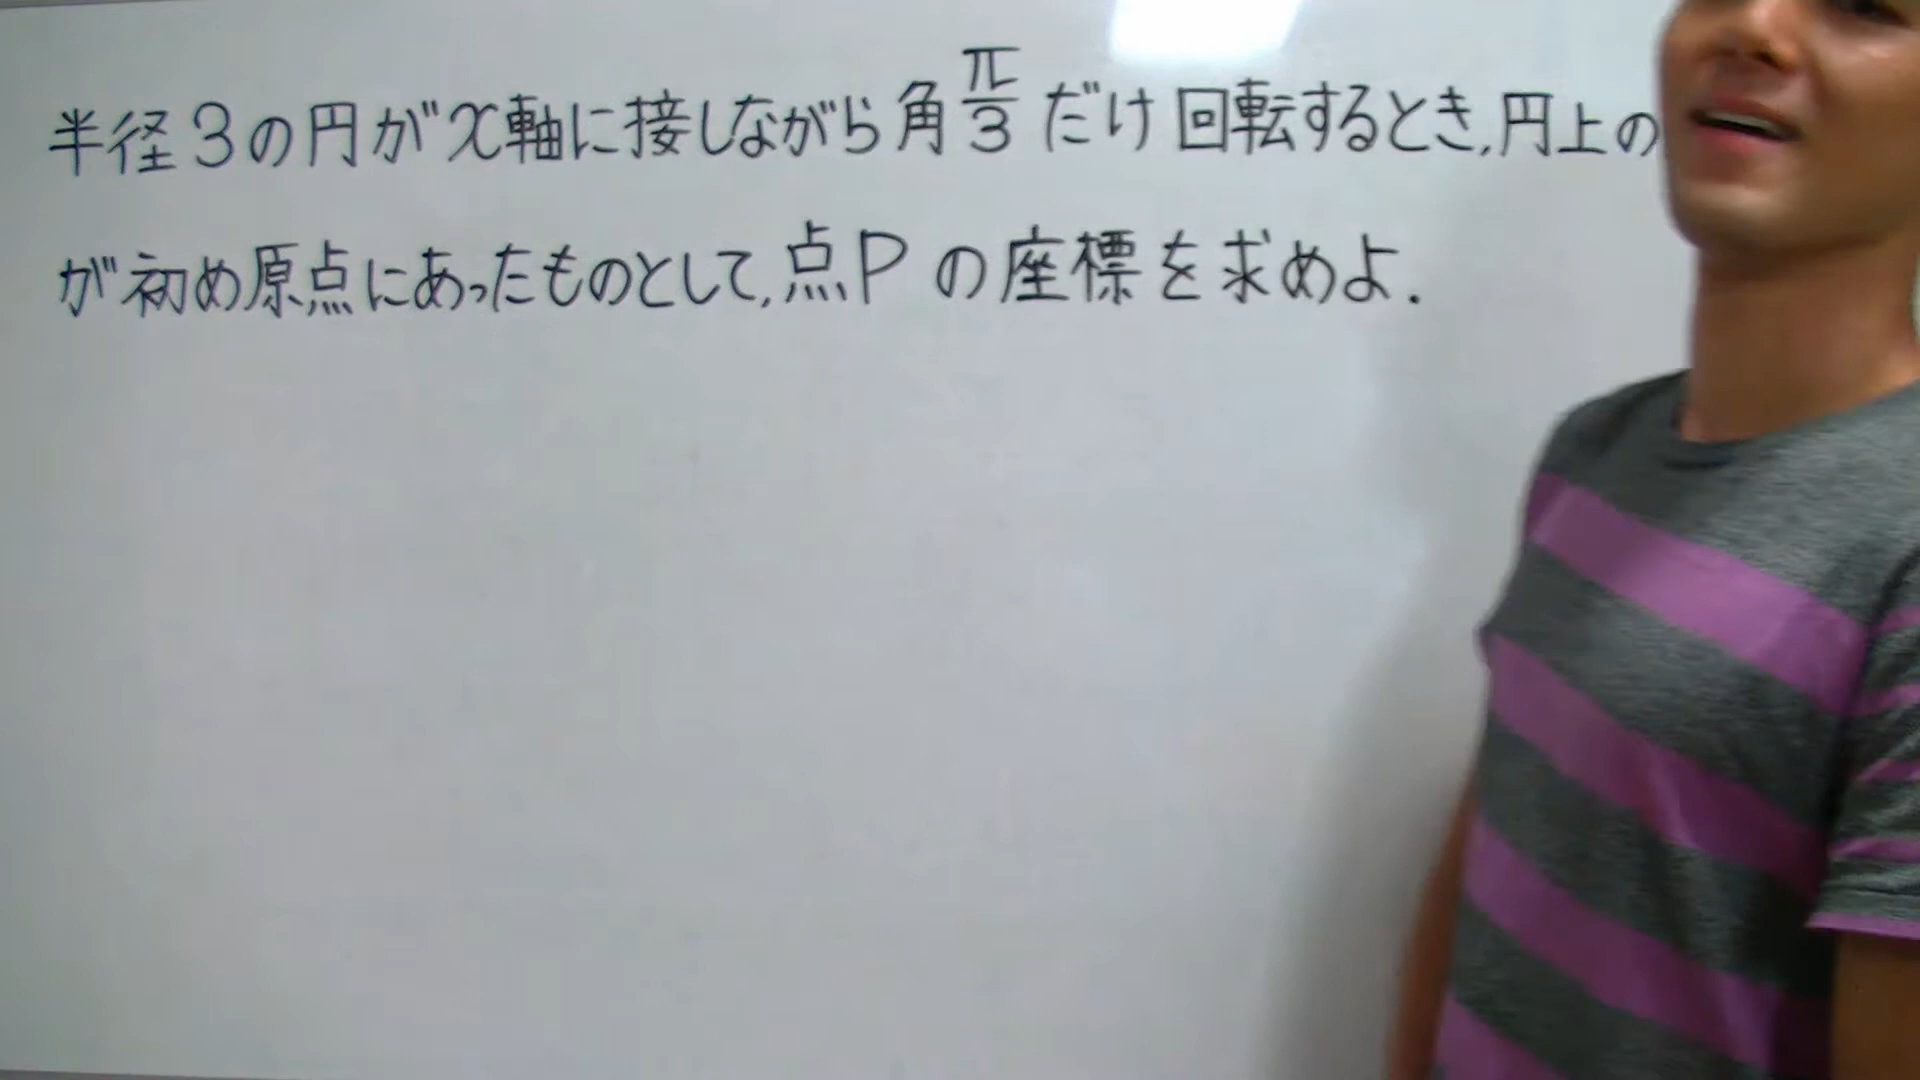 半径3の円がx軸に接しながら角π/3だけ回転するとき,円上の
が初め原点にあったものとして,点Pの座標を求めよ.